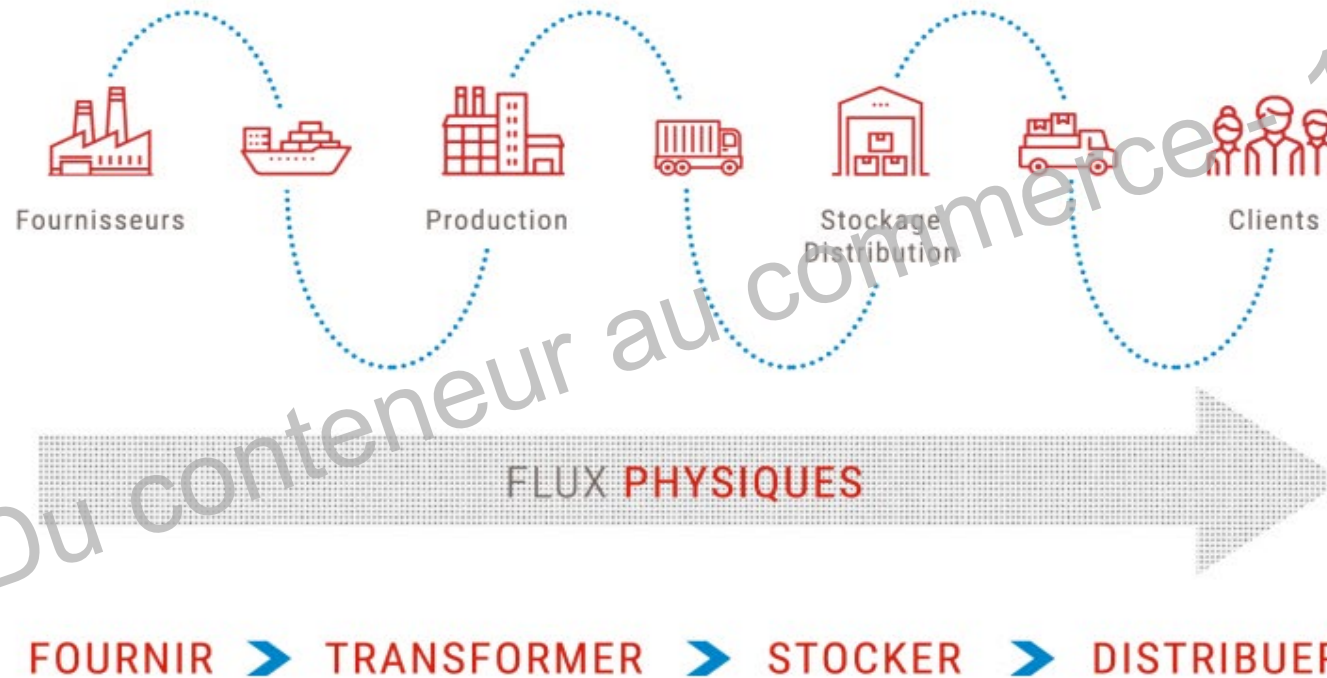 Fournisseurs
Production
Stockage
Distribution
Clients
Du conteneur au commerce -
FLUX PHYSIQUES
FOURNIR > TRANSFORMER > STOCKER > DISTRIBUER